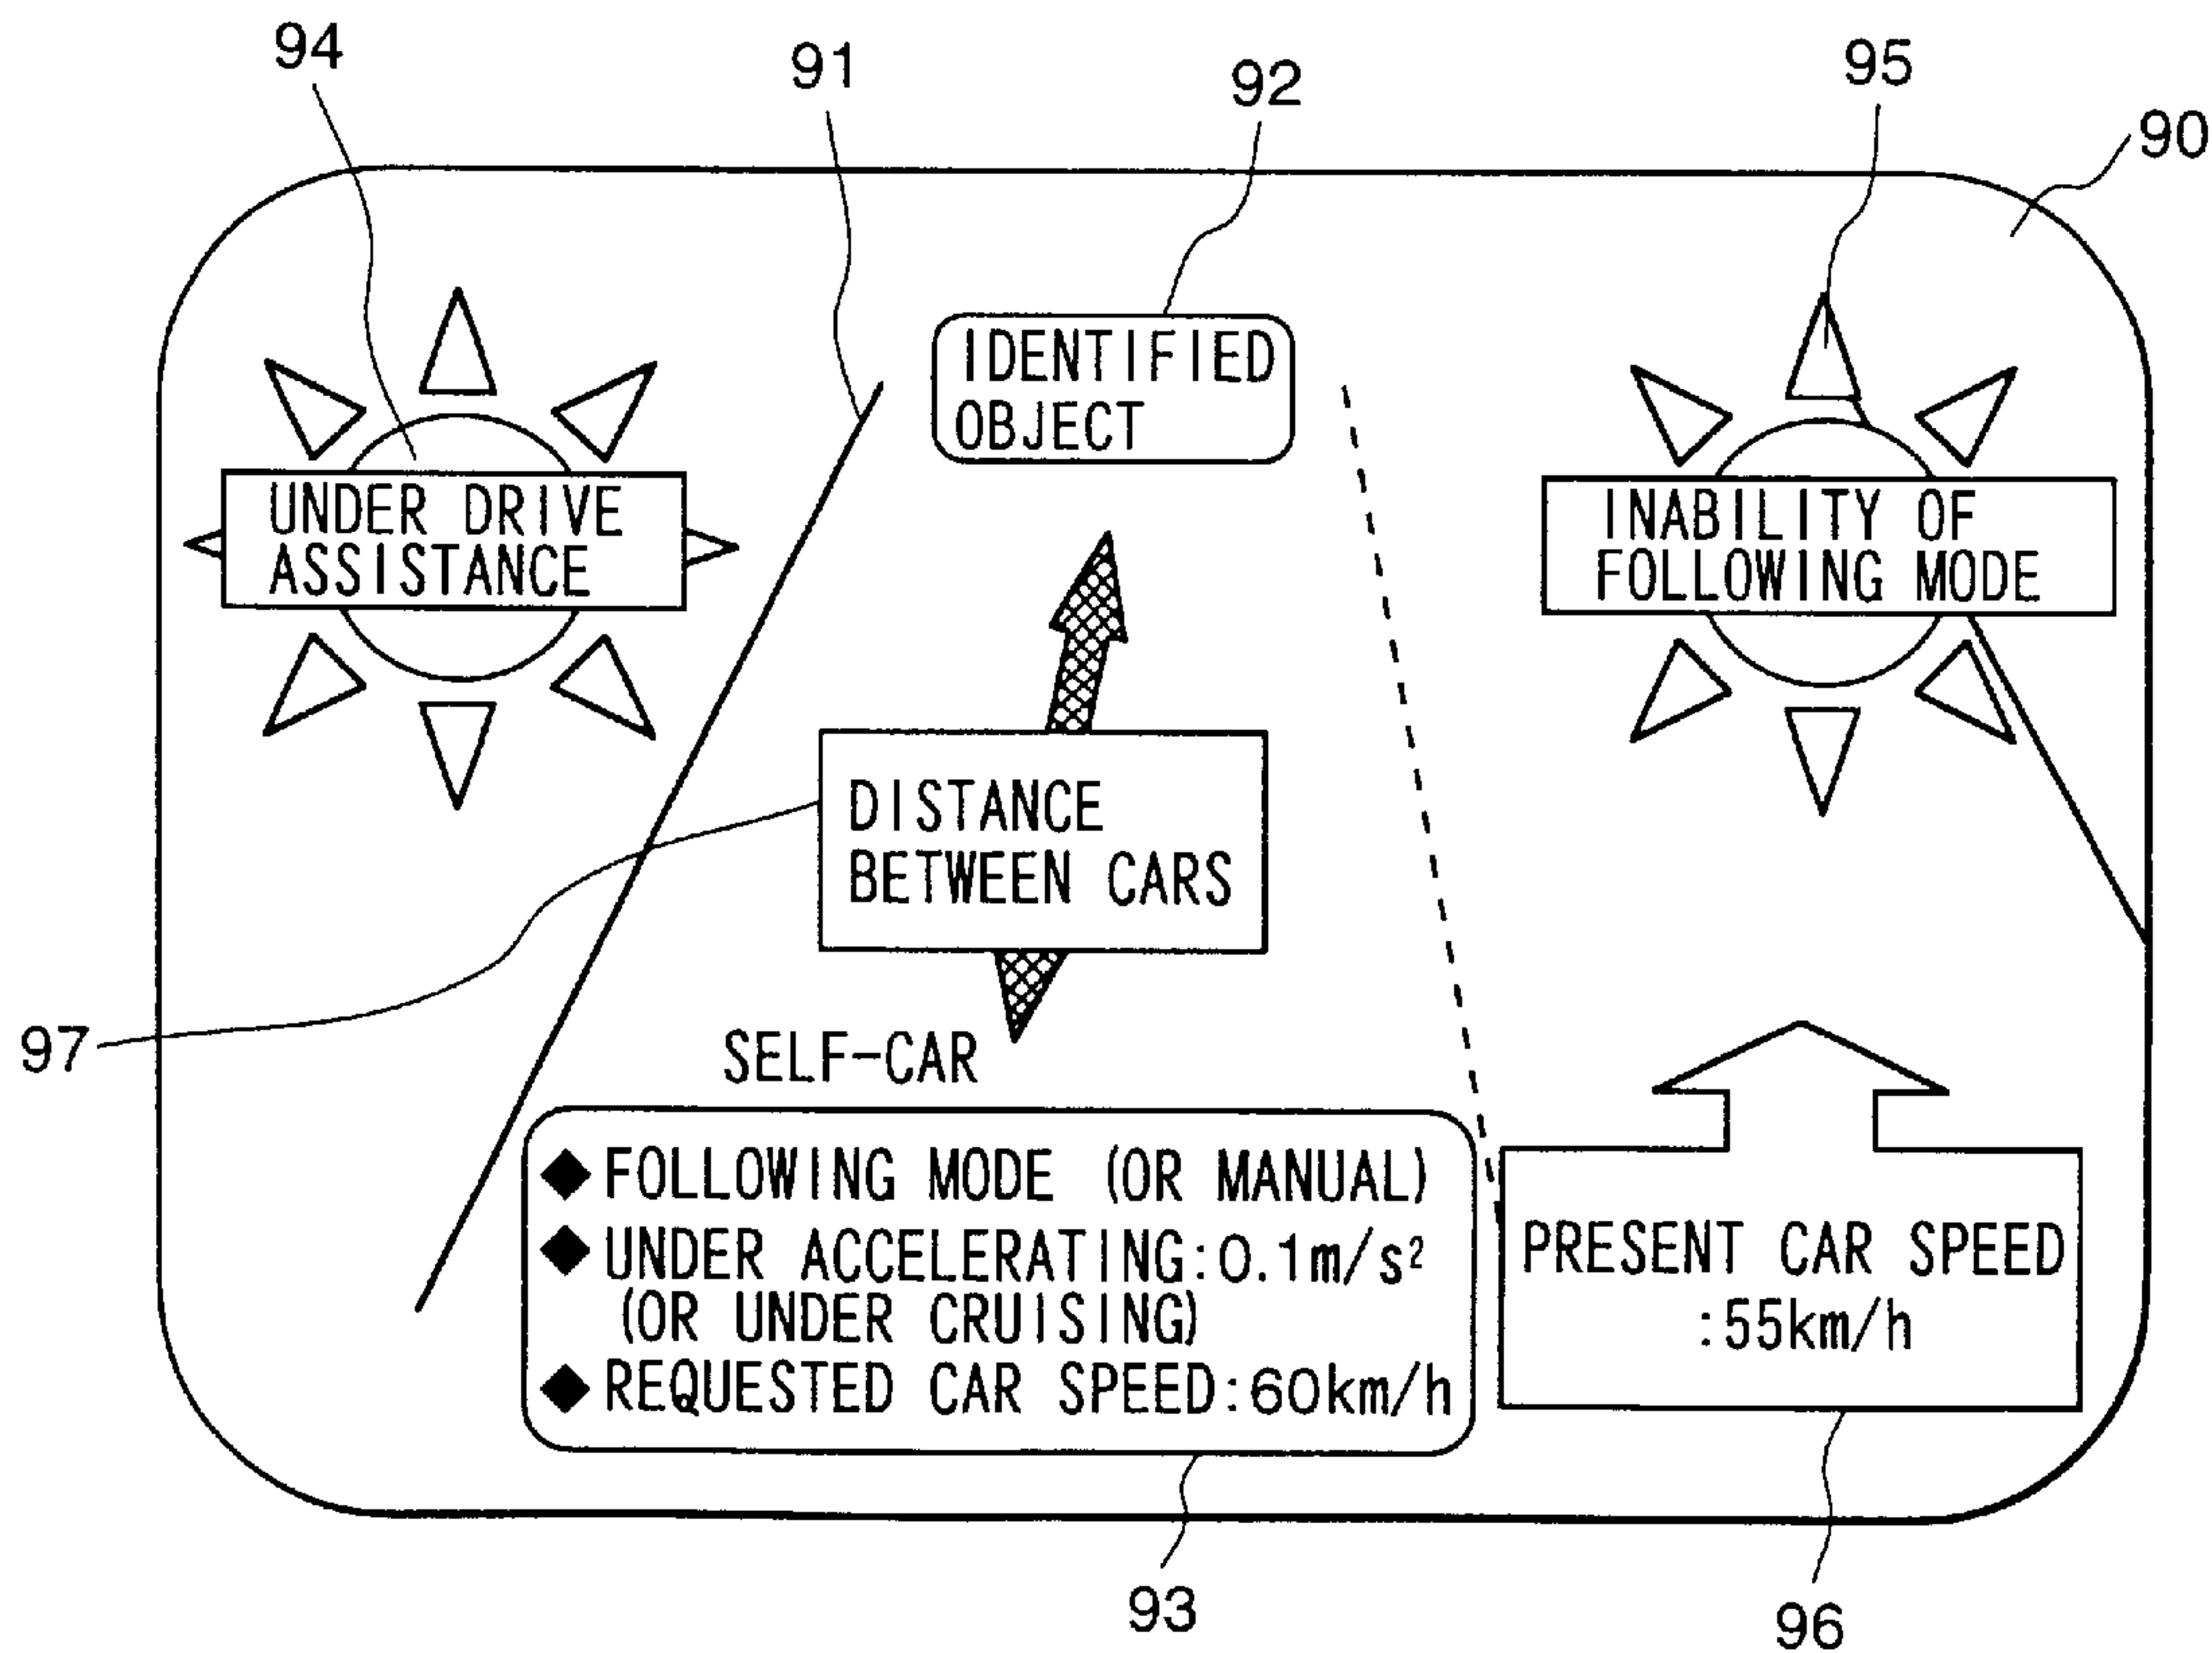 94
91
92
95
90
IDENTIFIED
OBJECT
UNDER DRIVE
ASSISTANCE
INABILITY OF
FOLLOWING MODE
DISTANCE
BETWEEN CARS
97
SELF-CAR
◆FOLLOWING MODE (OR MANUAL)
◆UNDER ACCELERATING:0.1m/s²
(OR UNDER CRUISING)
◆REQUESTED CAR SPEED:60km/h
PRESENT CAR SPEED
:55km/h
93
96